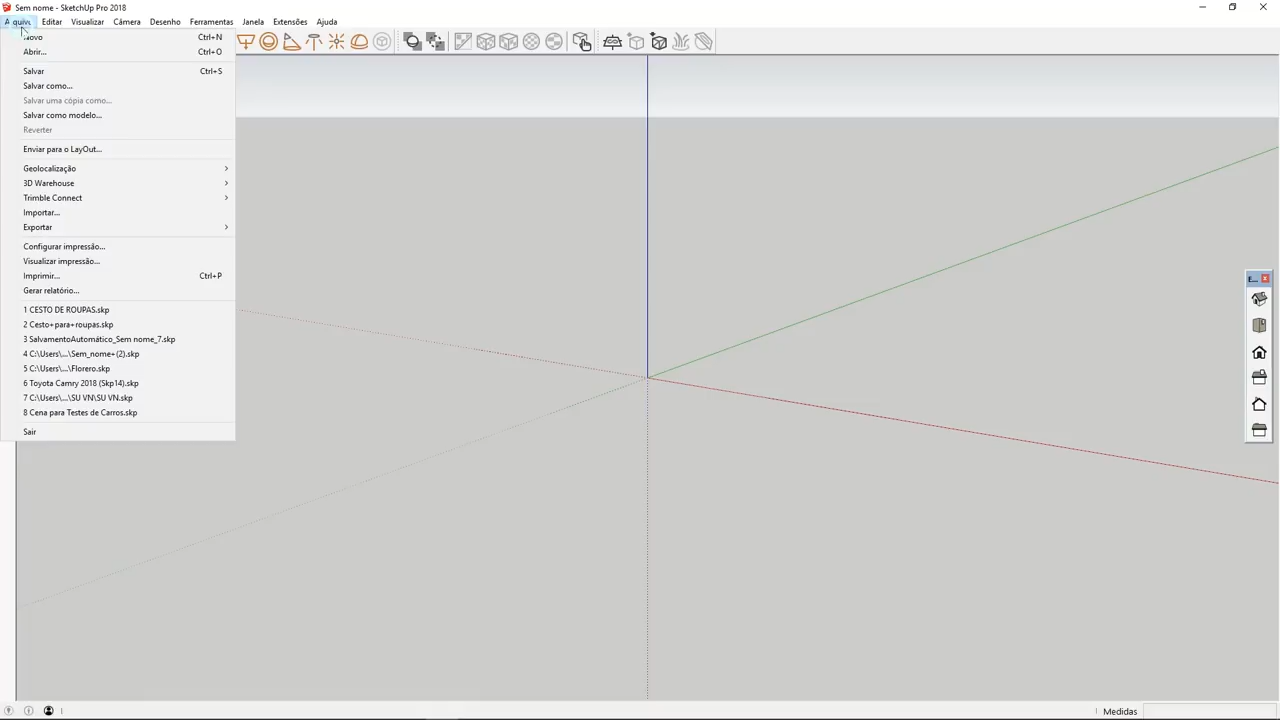 Sem nome - SketchUp Pro 2018
Arquivo Editar Visualizar Câmera Desenho Ferramentas Janela Extensões Ajuda
Novo Ctrl+N
Abrir... Ctrl+O
Salvar Ctrl+S
Salvar como...
Salvar uma cópia como...
Salvar como modelo...
Reverter
Enviar para o LayOut...
Geolocalização
3D Warehouse
Trimble Connect
Importar...
Exportar
Configurar impressão...
Visualizar impressão...
Imprimir... Ctrl+P
Gerar relatório...
1 CESTO DE ROUPAS.skp
2 Cesto+para+roupas.skp
3 SalvamentoAutomático_Sem nome_7.skp
4 C:\Users\...\Sem_nome+(2).skp
5 C:\Users\...\Florero.skp
6 Toyota Camry 2018 (Skp14).skp
7 C:\Users\...\SU VN\SU VN.skp
8 Cena para Testes de Carros.skp
Sair
E...
Medidas